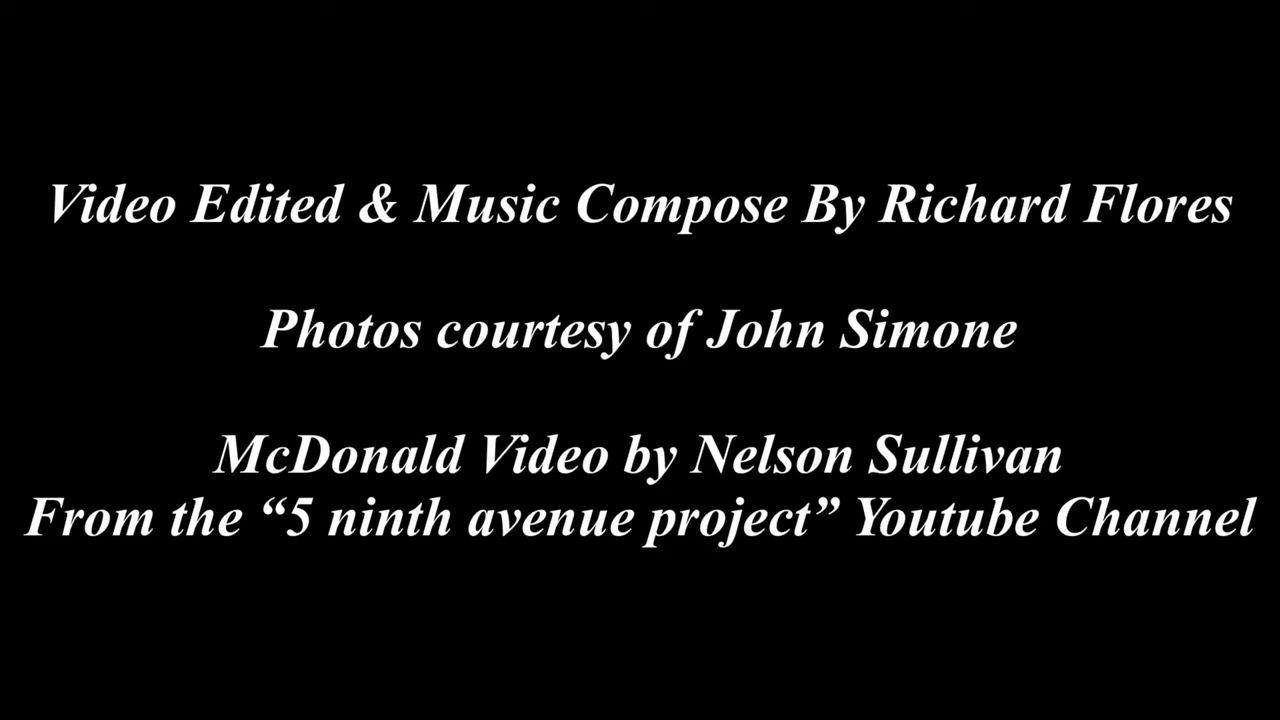 Video Edited & Music Compose By Richard Flores
Photos courtesy of John Simone
McDonald Video by Nelson Sullivan
From the “5 ninth avenue project” Youtube Channel